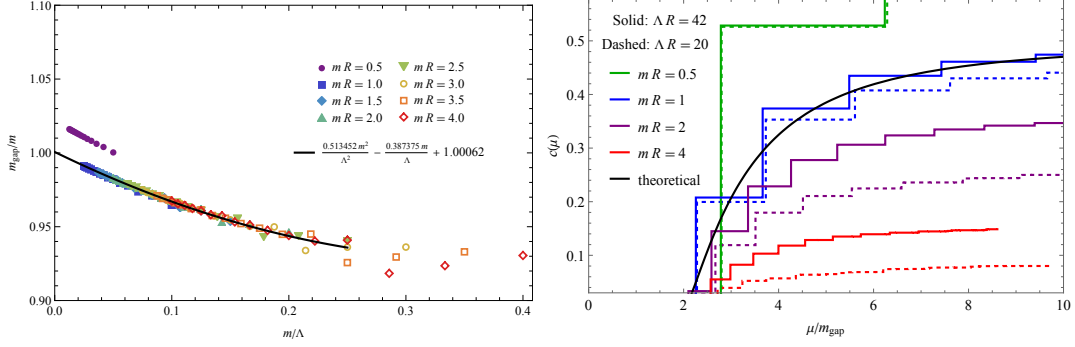 1.10
1.05
1.00
0.95
0.90
m_gap/m
m R = 0.5
m R = 1.0
m R = 1.5
m R = 2.0
m R = 2.5
m R = 3.0
m R = 3.5
m R = 4.0
0.513452 m²/Λ² − 0.387375 m/Λ + 1.00062
0.0 0.1 0.2 0.3 0.4
m/Λ
Solid: Λ R = 42
Dashed: Λ R = 20
m R = 0.5
m R = 1
m R = 2
m R = 4
theoretical
0.5
0.4
0.3
0.2
0.1
c(μ)
0 2 4 6 8 10
μ/m_gap